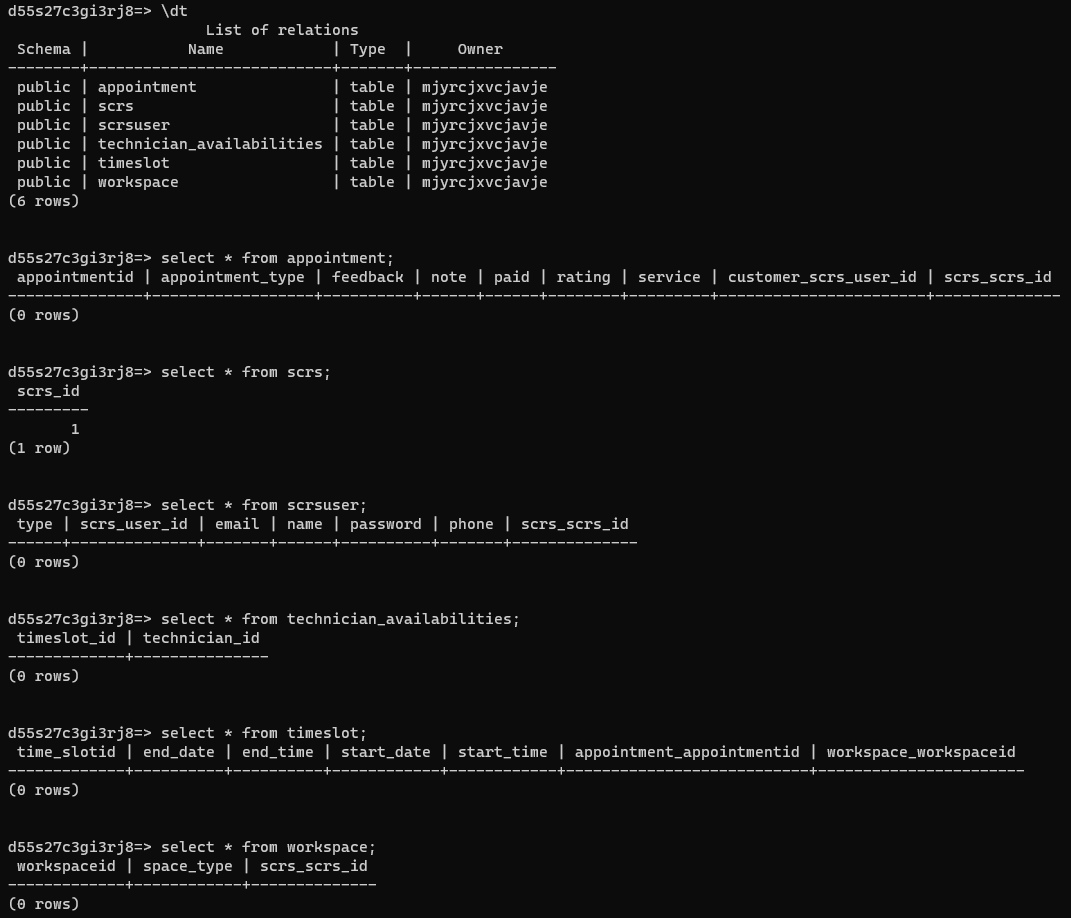 d55s27c3gi3rj8=> \dt
                      List of relations
 Schema |           Name            | Type  |     Owner
--------+---------------------------+-------+----------------
 public | appointment               | table | mjyrcjxvcjavje
 public | scrs                      | table | mjyrcjxvcjavje
 public | scrsuser                  | table | mjyrcjxvcjavje
 public | technician_availabilities | table | mjyrcjxvcjavje
 public | timeslot                  | table | mjyrcjxvcjavje
 public | workspace                 | table | mjyrcjxvcjavje
(6 rows)
d55s27c3gi3rj8=> select * from appointment;
 appointmentid | appointment_type | feedback | note | paid | rating | service | customer_scrs_user_id | scrs_scrs_id
---------------+------------------+----------+------+------+--------+---------+-----------------------+--------------
(0 rows)
d55s27c3gi3rj8=> select * from scrs;
 scrs_id
---------
       1
(1 row)
d55s27c3gi3rj8=> select * from scrsuser;
 type | scrs_user_id | email | name | password | phone | scrs_scrs_id
------+--------------+-------+------+----------+-------+--------------
(0 rows)
d55s27c3gi3rj8=> select * from technician_availabilities;
 timeslot_id | technician_id
-------------+---------------
(0 rows)
d55s27c3gi3rj8=> select * from timeslot;
 time_slotid | end_date | end_time | start_date | start_time | appointment_appointmentid | workspace_workspaceid
-------------+----------+----------+------------+------------+---------------------------+-----------------------
(0 rows)
d55s27c3gi3rj8=> select * from workspace;
 workspaceid | space_type | scrs_scrs_id
-------------+------------+--------------
(0 rows)